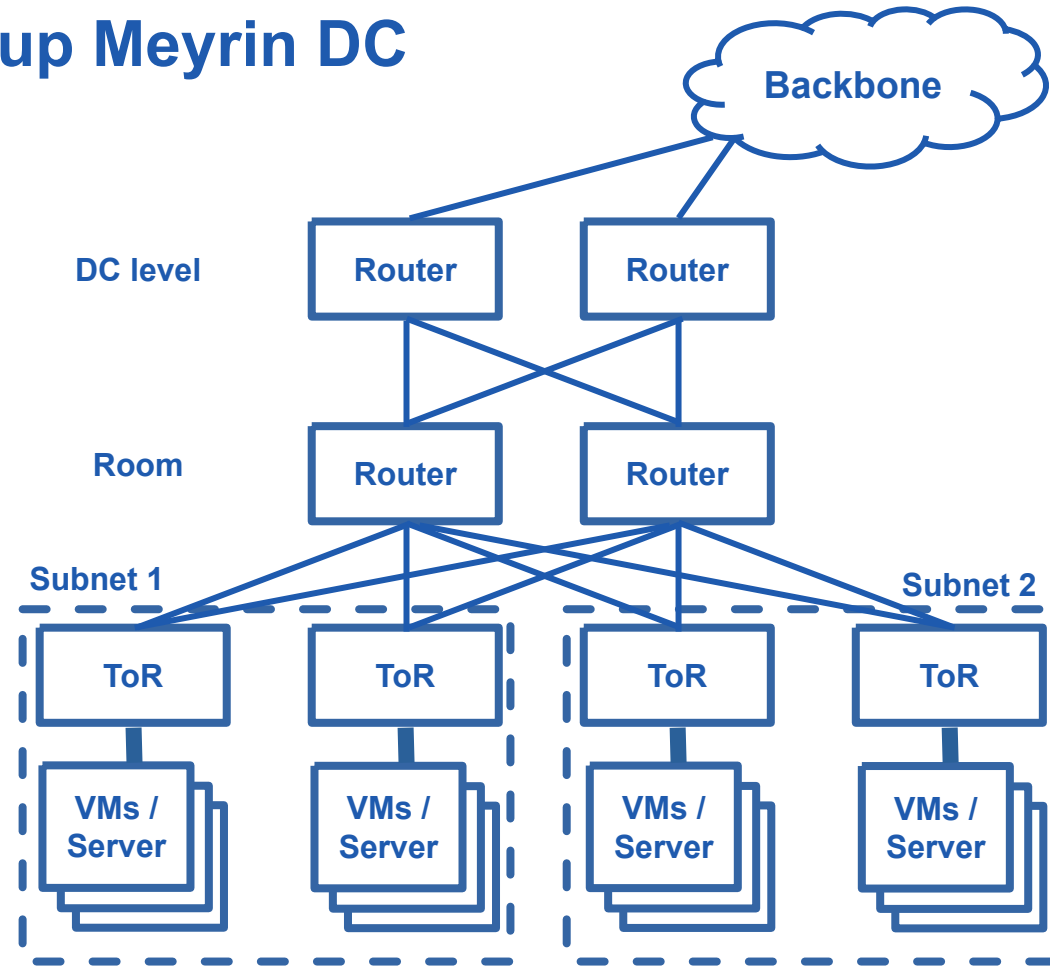 up Meyrin DC
Backbone
DC level
Router
Router
Room
Router
Router
Subnet 1
Subnet 2
ToR
ToR
ToR
ToR
VMs /
Server
VMs /
Server
VMs /
Server
VMs /
Server